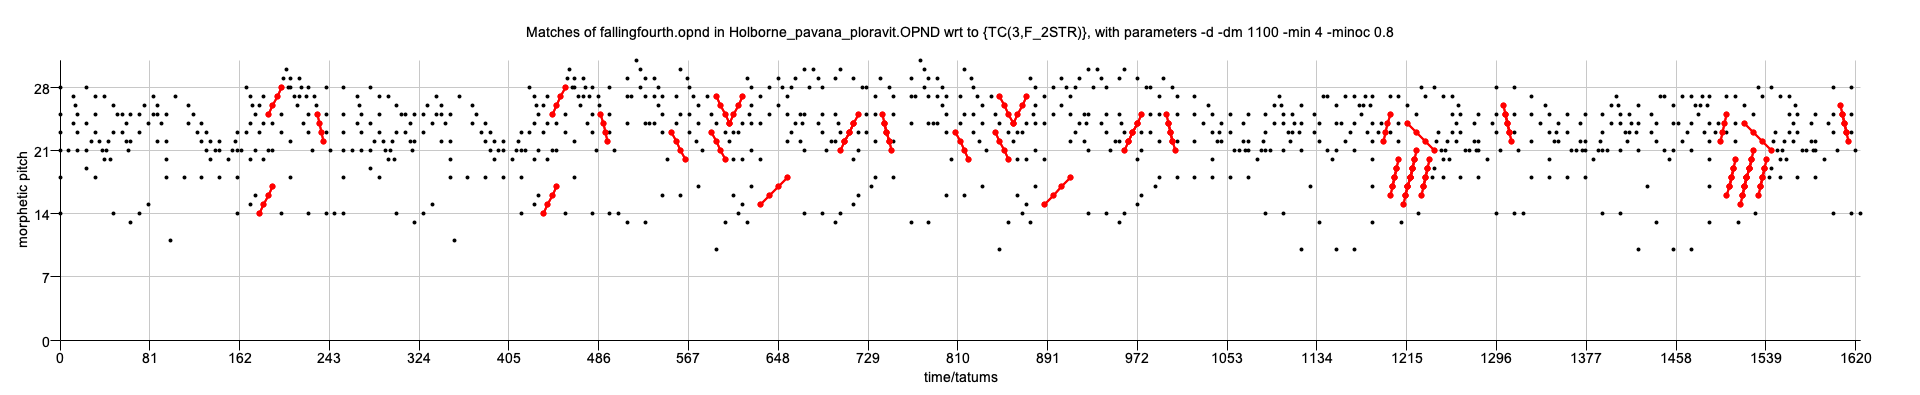 Matches of fallingfourth.opnd in Holborne_pavana_ploravit.OPND wrt to {TC(3,F_2STR)}, with parameters -d -dm 1100 -min 4 -minoc 0.8
morphetic pitch
28
21
14
7
0
0 81 162 243 324 405 486 567 648 729 810 891 972 1053 1134 1215 1296 1377 1458 1539 1620
time/tatums